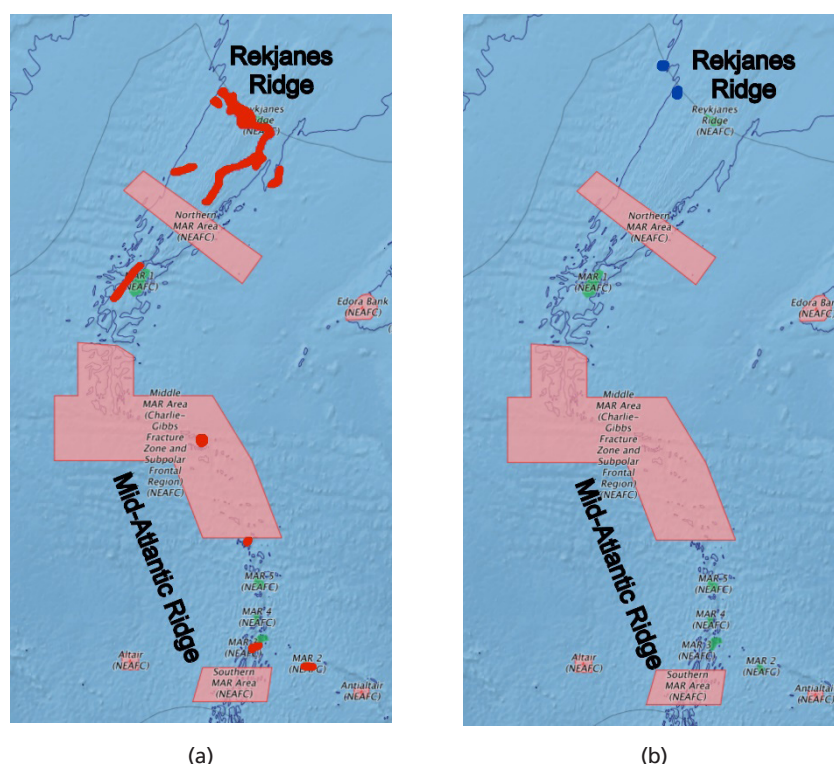 Rekjanes
Ridge
Reykjanes
Ridge
(NEAFC)
Northern
MAR Area
(NEAFC)
MAR 1
(NEAFC)
Edora Bank
(NEAFC)
Middle
MAR Area
(Charlie-
Gibbs
Fracture
Zone and
Subpolar
Frontal
Region)
(NEAFC)
Mid-Atlantic Ridge
MAR 5
(NEAFC)
MAR 4
(NEAFC)
MAR
(NEAFC)
Altair
(NEAFC)
MAR 2
(NEAFC)
Southern
MAR Area
(NEAFC)
Antialtair
(NEAFC)
(a)
Rekjanes
Ridge
Reykjanes
Ridge
(NEAFC)
Northern
MAR Area
(NEAFC)
MAR 1
(NEAFC)
Edora Bank
(NEAFC)
Middle
MAR Area
(Charlie-
Gibbs
Fracture
Zone and
Subpolar
Frontal
Region)
(NEAFC)
Mid-Atlantic Ridge
MAR 5
(NEAFC)
MAR 4
(NEAFC)
MAR 3
(NEAFC)
Altair
(NEAFC)
MAR 2
(NEAFC)
Southern
MAR Area
(NEAFC)
Antialtair
(NEAFC)
(b)